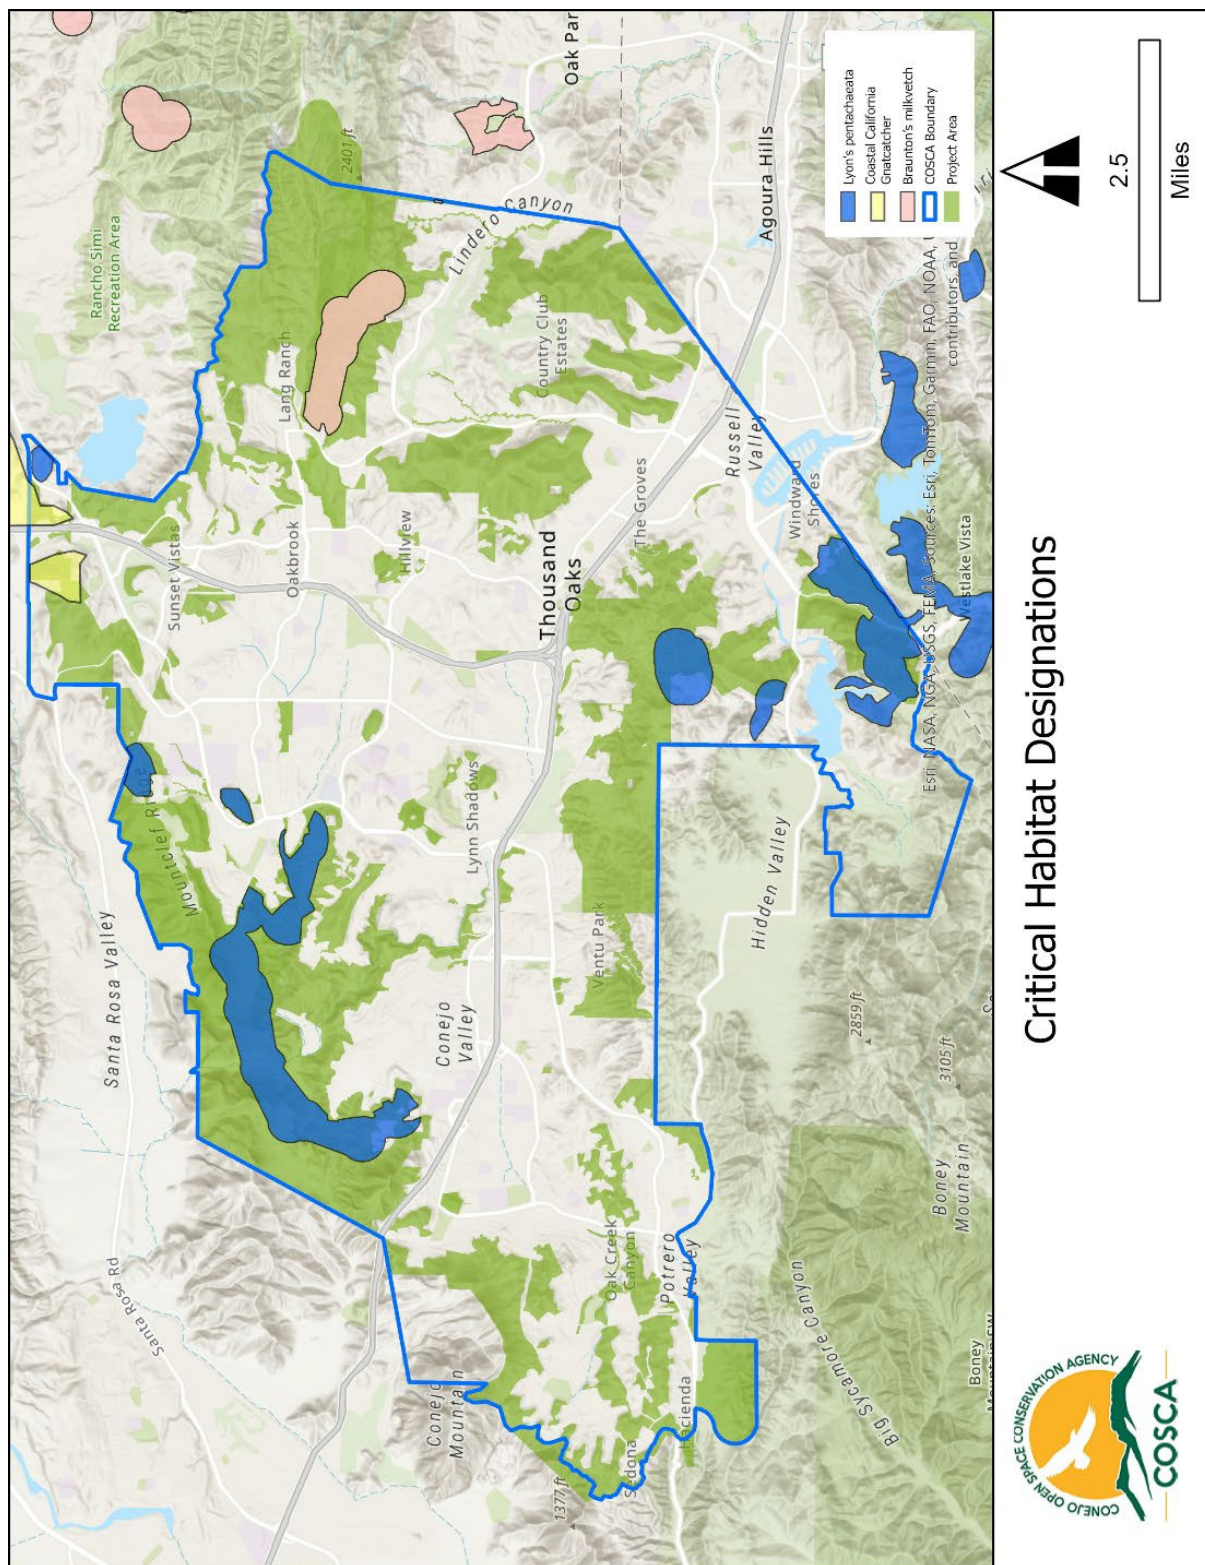 Rancho Simi
Recreation Area
Santa Rosa Valley
Santa Rosa Rd
Mountclef Ridge
Sunset Vistas
Lang Ranch
Oakbrook
Hillview
2401 ft
Oak Par
Lindero Canyon
Country Club
Estates
Thousand
Oaks
The Groves
Agoura Hills
Russell
Valley
Windward
Shores
Westlake Vista
Lynn Shadows
Conejo
Valley
Ventu Park
Hidden Valley
Conejo
Mountain
1377 ft
Sedona
Hacienda
Oak Creek
Canyon
Potrero
Valley
Big Sycamore Canyon
2859 ft
3105 ft
Boney
Mountain
Boney
Lyon's pentachaeata
Coastal California
Gnatcatcher
Braunton's milkvetch
COSCA Boundary
Project Area
Esri, NASA, NGA, USGS, FEMA, Sources: Esri, TomTom, Garmin, FAO, NOAA, U
contributors, and
CONEJO OPEN SPACE CONSERVATION AGENCY
COSCA
Critical Habitat Designations
2.5
Miles